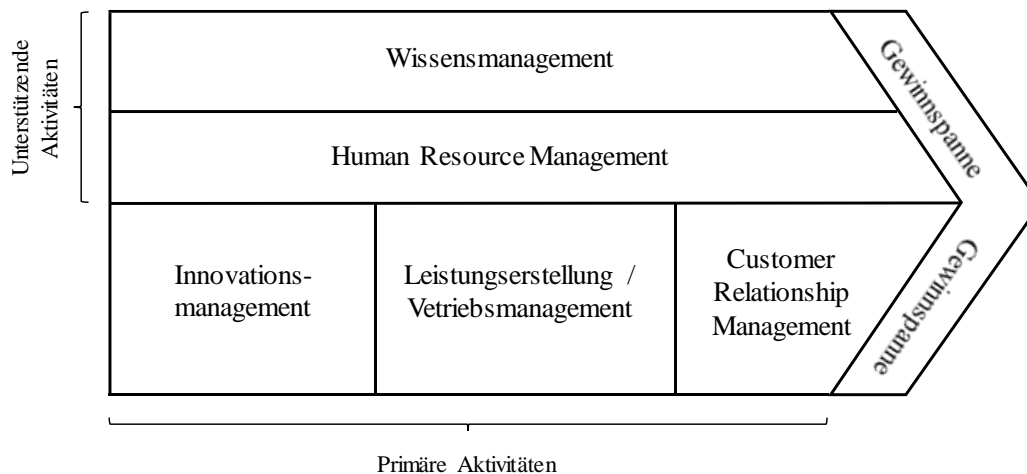 Unterstützende
Aktivitäten
Wissensmanagement
Human Resource Management
Gewinnspanne
Innovations-
management
Leistungserstellung /
Vetriebsmanagement
Customer
Relationship
Management
Gewinnspanne
Primäre Aktivitäten